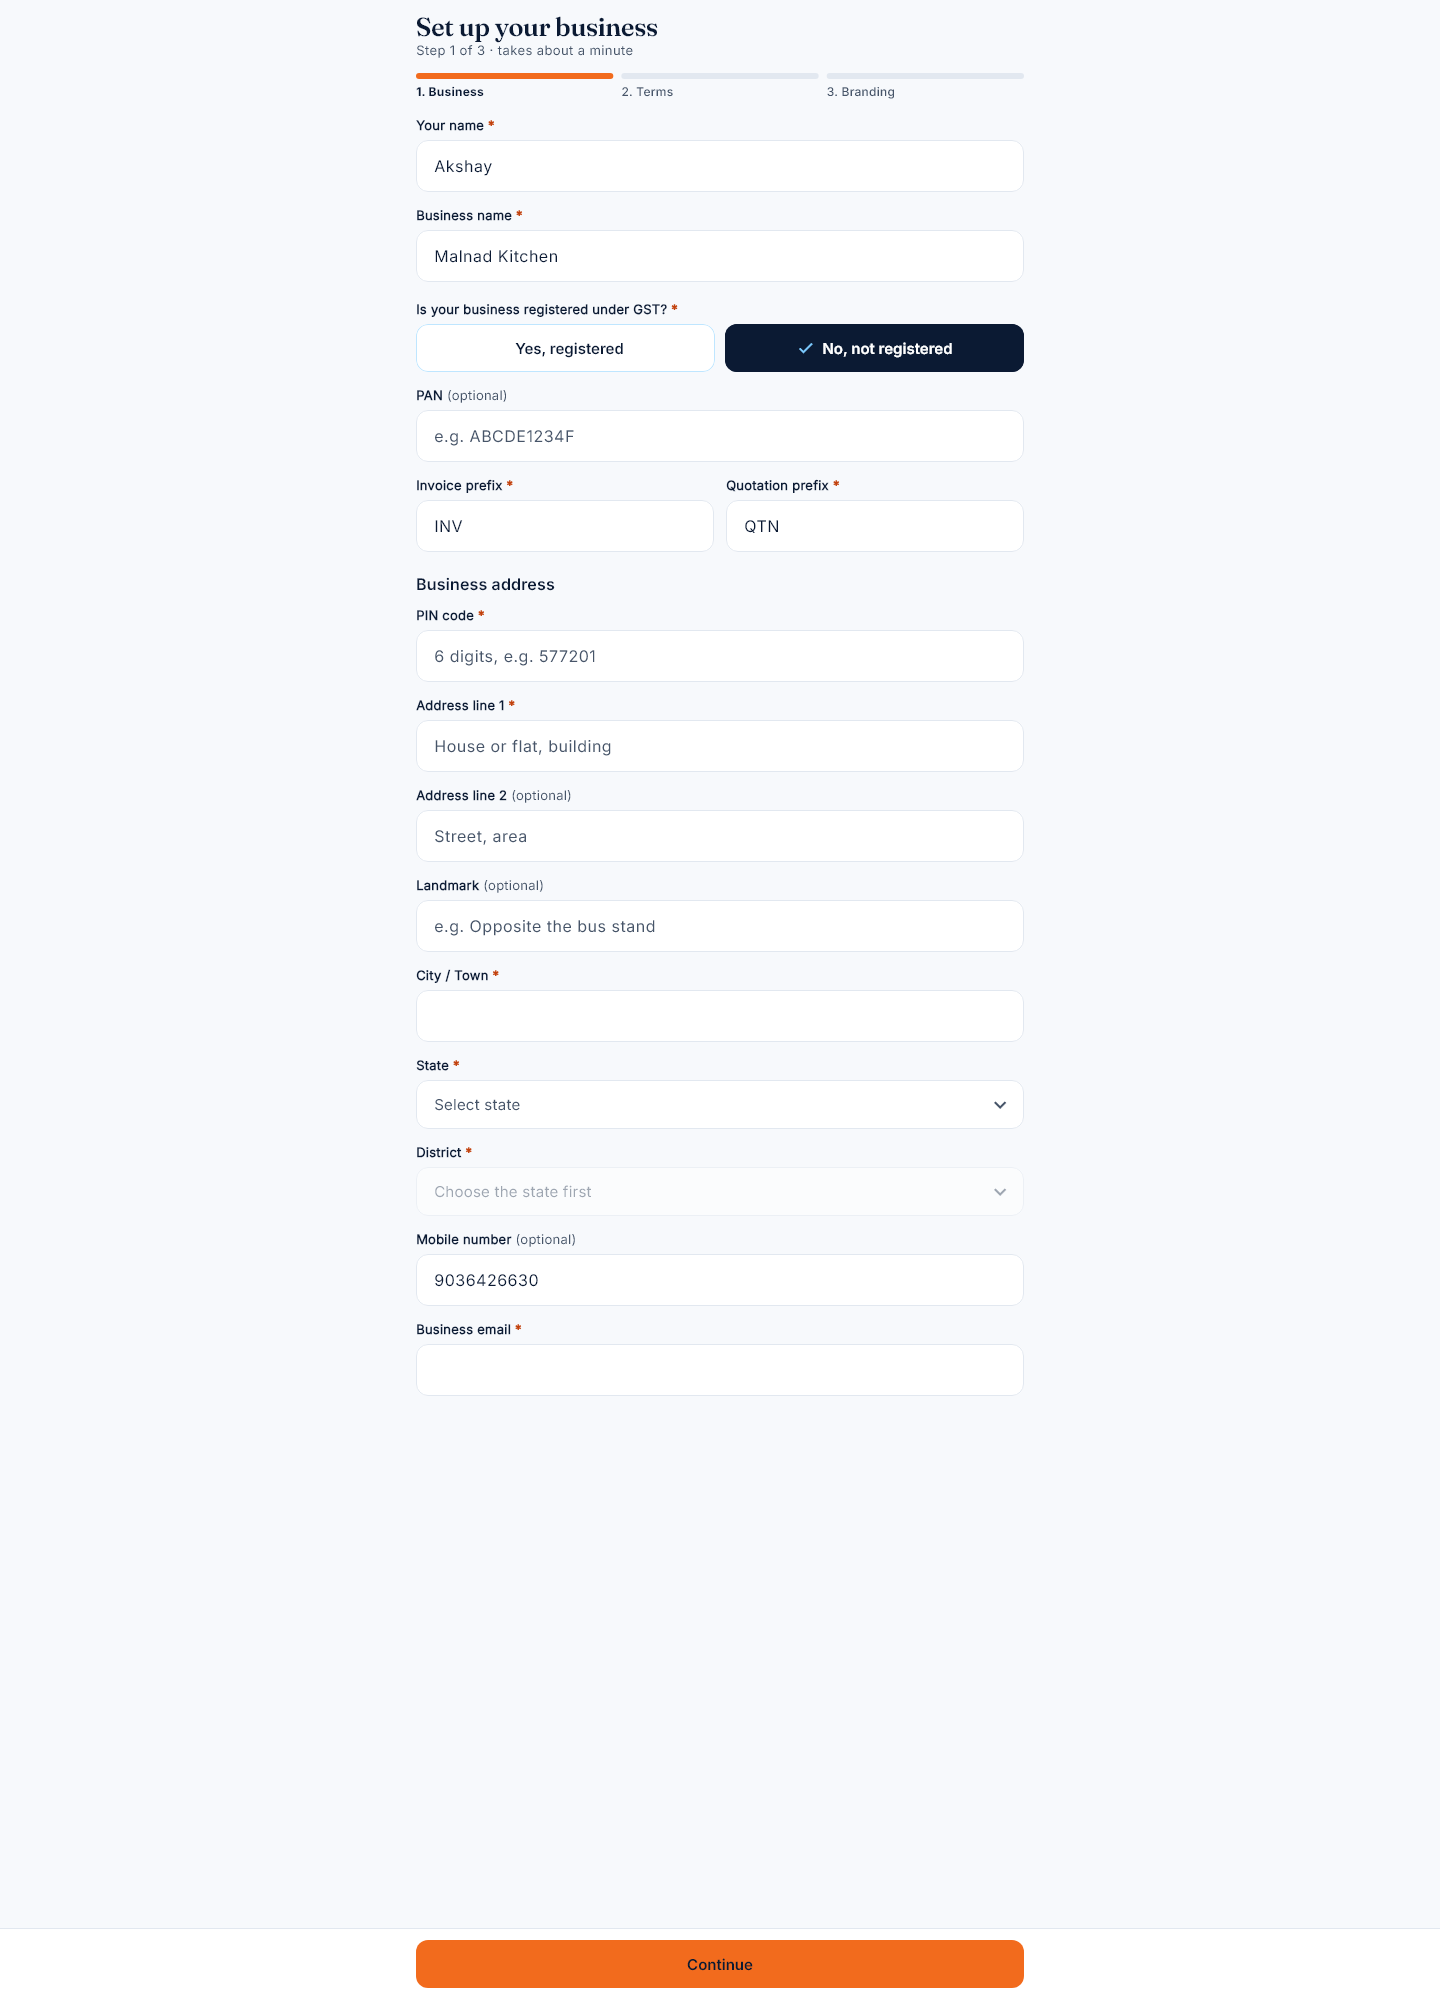 Set up your business
Step 1 of 3 · takes about a minute
1. Business
2. Terms
3. Branding
Your name *
Akshay
Business name *
Malnad Kitchen
Is your business registered under GST? *
Yes, registered
No, not registered
PAN (optional)
e.g. ABCDE1234F
Invoice prefix *
Quotation prefix *
INV
QTN
Business address
PIN code *
6 digits, e.g. 577201
Address line 1 *
House or flat, building
Address line 2 (optional)
Street, area
Landmark (optional)
e.g. Opposite the bus stand
City / Town *
State *
Select state
District *
Choose the state first
Mobile number (optional)
9036426630
Business email *
Continue